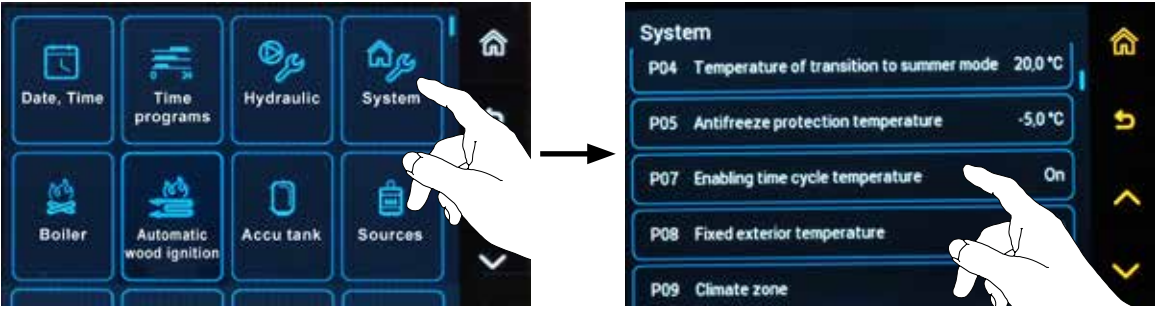 Date, Time
Time
programs
Hydraulic
System
Boiler
Automatic
wood ignition
Accu tank
Sources
System
P04 Temperature of transition to summer mode 20,0 °C
P05 Antifreeze protection temperature -5,0 °C
P07 Enabling time cycle temperature On
P08 Fixed exterior temperature
P09 Climate zone